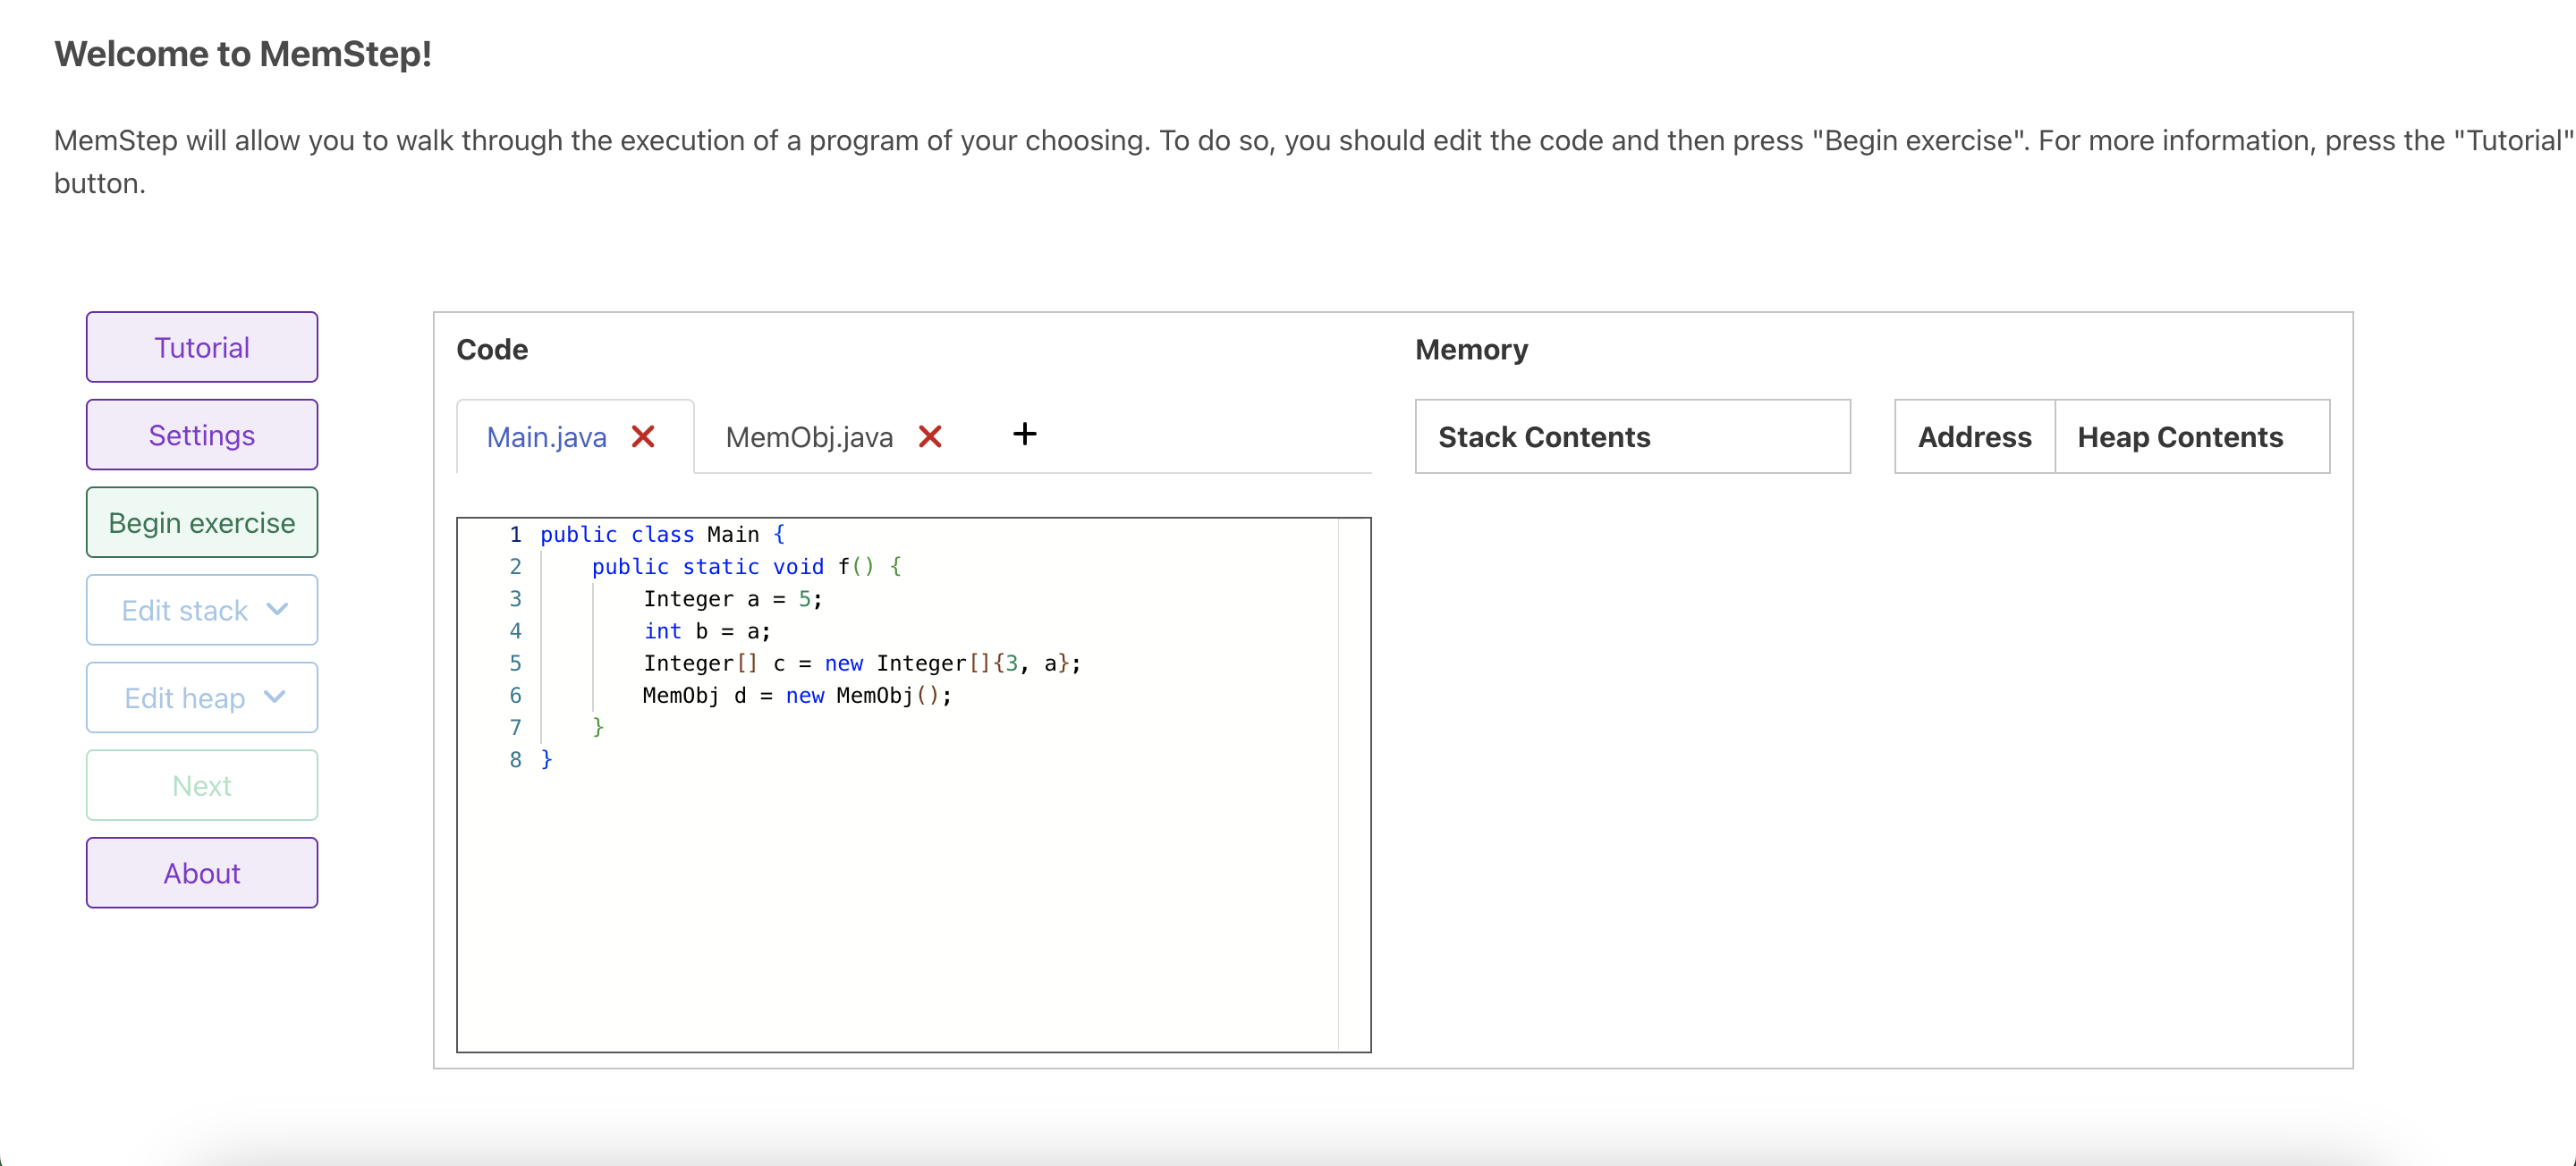 Welcome to MemStep!
MemStep will allow you to walk through the execution of a program of your choosing. To do so, you should edit the code and then press "Begin exercise". For more information, press the "Tutorial"
button.
Tutorial
Settings
Begin exercise
Edit stack
Edit heap
Next
About
Code
Main.java
MemObj.java
+
1 public class Main {
2     public static void f() {
3         Integer a = 5;
4         int b = a;
5         Integer[] c = new Integer[]{3, a};
6         MemObj d = new MemObj();
7     }
8 }
Memory
Stack Contents
Address
Heap Contents